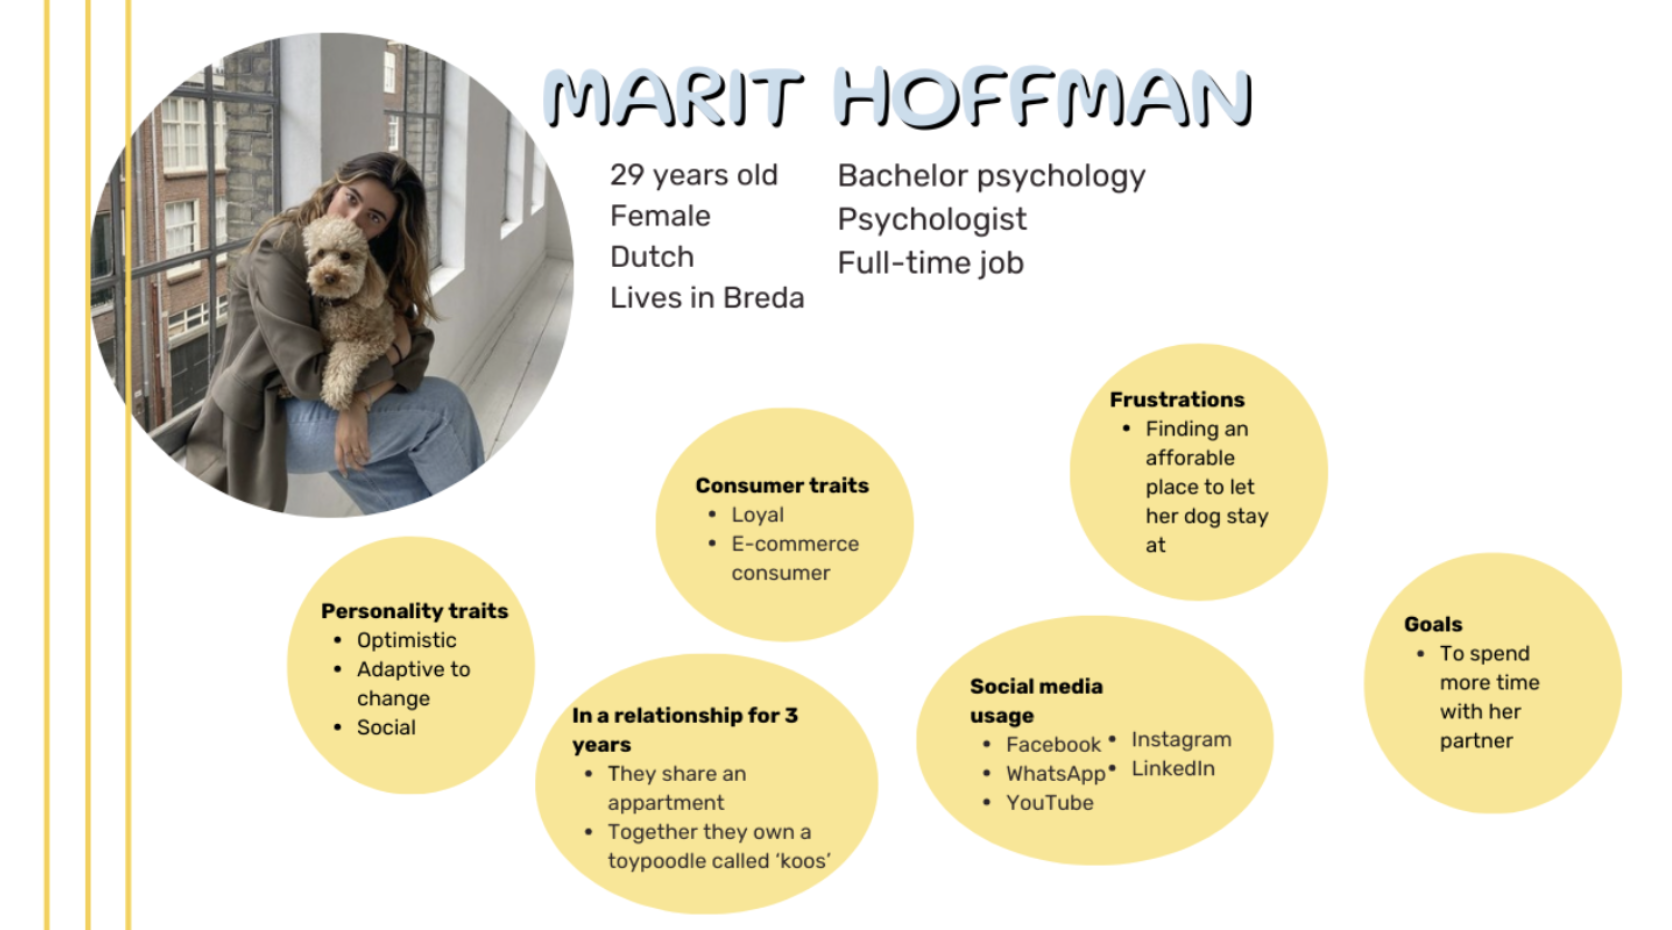 MARIT HOFFMAN
29 years old
Female
Dutch
Lives in Breda
Bachelor psychology
Psychologist
Full-time job
Frustrations
• Finding an
afforable
place to let
her dog stay
at
Consumer traits
• Loyal
• E-commerce
consumer
Personality traits
• Optimistic
• Adaptive to
change
• Social
In a relationship for 3
years
• They share an
appartment
• Together they own a
toypoodle called ‘koos’
Social media
usage
• Facebook
• WhatsApp
• YouTube
• Instagram
• LinkedIn
Goals
• To spend
more time
with her
partner